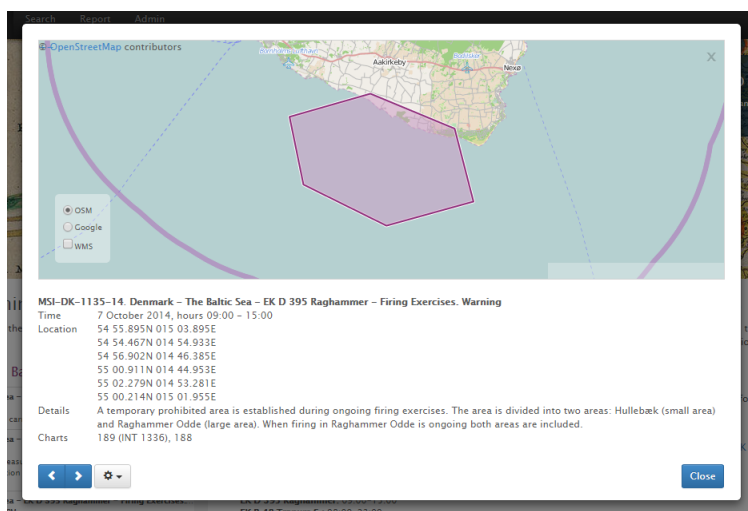 Search Report Admin
© OpenStreetMap contributors
Aakirkeby
Nexø
X
OSM
Google
WMS
MSI-DK-1135-14. Denmark – The Baltic Sea – EK D 395 Raghammer – Firing Exercises. Warning
Time 7 October 2014, hours 09:00 – 15:00
Location 54 55.895N 015 03.895E
54 54.467N 014 54.933E
54 56.902N 014 46.385E
55 00.911N 014 44.953E
55 02.279N 014 53.281E
55 00.214N 015 01.955E
Details A temporary prohibited area is established during ongoing firing exercises. The area is divided into two areas: Hullebæk (small area)
and Raghammer Odde (large area). When firing in Raghammer Odde is ongoing both areas are included.
Charts 189 (INT 1336), 188
Close